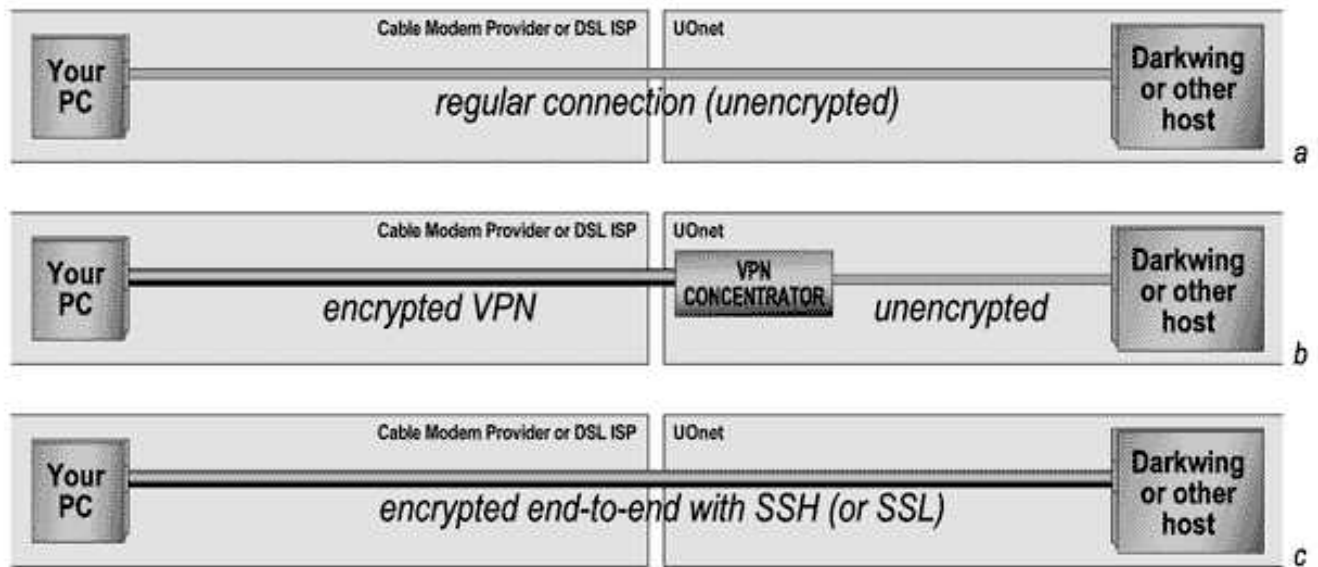 Cable Modem Provider or DSL ISP
UOnet
Your
PC
regular connection (unencrypted)
Darkwing
or other
host
a
Cable Modem Provider or DSL ISP
UOnet
Your
PC
encrypted VPN
VPN
CONCENTRATOR
unencrypted
Darkwing
or other
host
b
Cable Modem Provider or DSL ISP
UOnet
Your
PC
encrypted end-to-end with SSH (or SSL)
Darkwing
or other
host
c